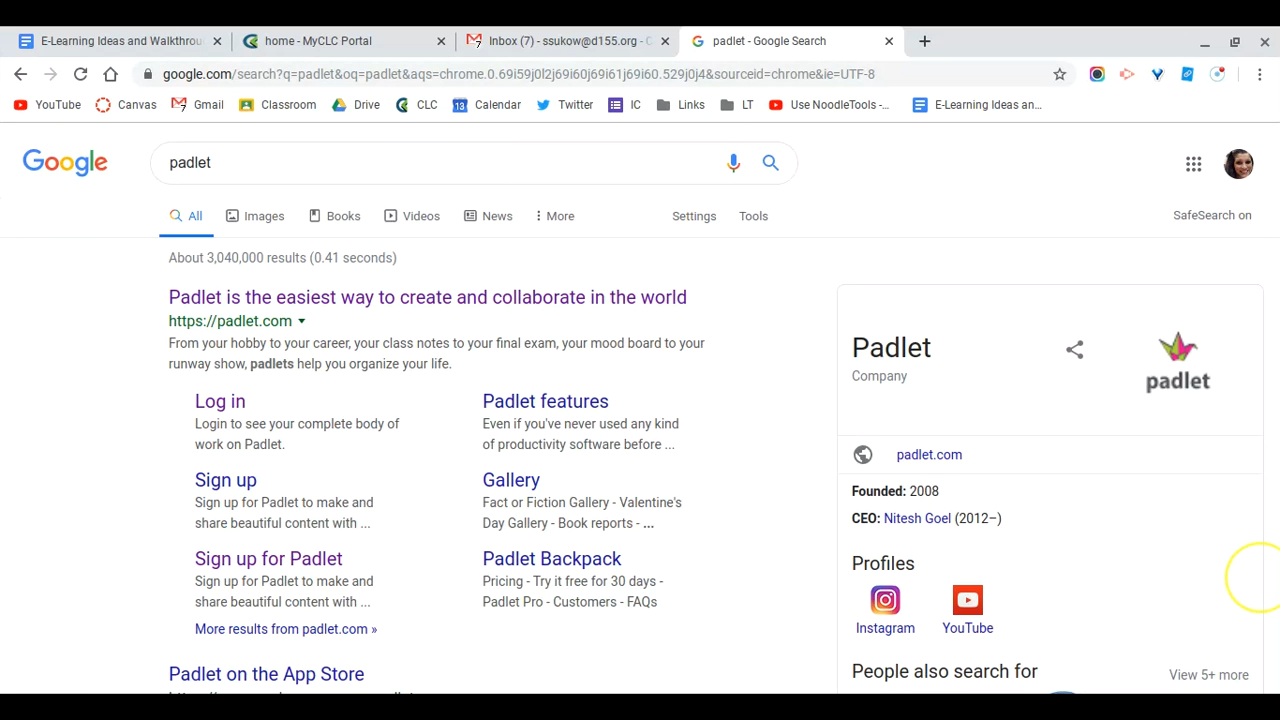 E-Learning Ideas and Walkthrou
home - MyCLC Portal
Inbox (7) - ssukow@d155.org - C
padlet - Google Search
google.com/search?q=padlet&oq=padlet&aqs=chrome.0.69i59j0l2j69i60j69i61j69i60.529j0j4&sourceid=chrome&ie=UTF-8
YouTube
Canvas
Gmail
Classroom
Drive
CLC
Calendar
Twitter
IC
Links
LT
Use NoodleTools -...
E-Learning Ideas an...
Google
padlet
All
Images
Books
Videos
News
More
Settings
Tools
SafeSearch on
About 3,040,000 results (0.41 seconds)
Padlet is the easiest way to create and collaborate in the world
https://padlet.com
From your hobby to your career, your class notes to your final exam, your mood board to your
runway show, padlets help you organize your life.
Log in
Login to see your complete body of
work on Padlet.
Padlet features
Even if you've never used any kind
of productivity software before ...
Sign up
Sign up for Padlet to make and
share beautiful content with ...
Gallery
Fact or Fiction Gallery - Valentine's
Day Gallery - Book reports - ...
Sign up for Padlet
Sign up for Padlet to make and
share beautiful content with ...
Padlet Backpack
Pricing - Try it free for 30 days -
Padlet Pro - Customers - FAQs
More results from padlet.com »
Padlet on the App Store
Padlet
Company
padlet
padlet.com
Founded: 2008
CEO: Nitesh Goel (2012–)
Profiles
Instagram
YouTube
People also search for
View 5+ more